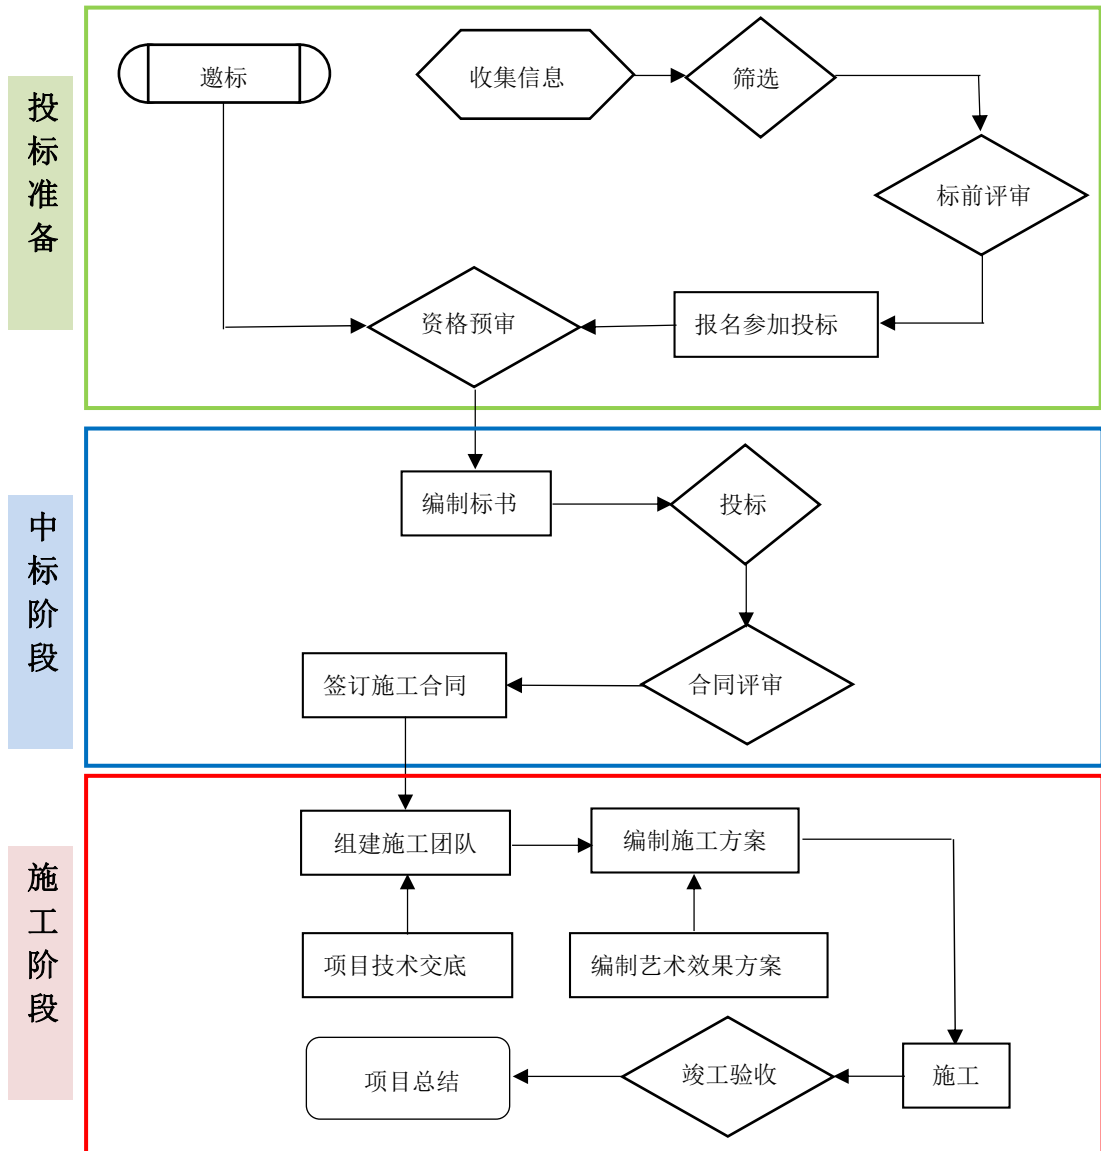 投标准备
邀标
收集信息
筛选
标前评审
资格预审
报名参加投标
中标阶段
编制标书
投标
签订施工合同
合同评审
施工阶段
组建施工团队
编制施工方案
项目技术交底
编制艺术效果方案
项目总结
竣工验收
施工